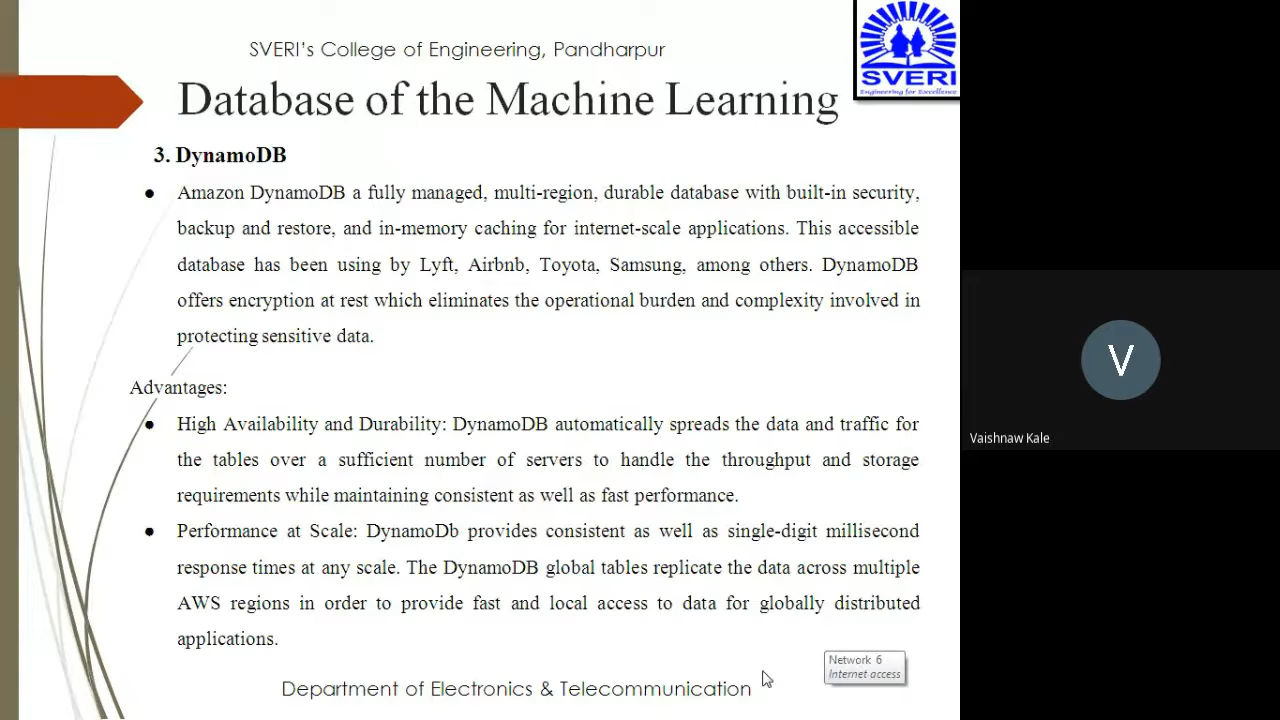 SVERI's College of Engineering, Pandharpur
SVERI
Engineering for Excellence
Database of the Machine Learning
3. DynamoDB
● Amazon DynamoDB a fully managed, multi-region, durable database with built-in security,
backup and restore, and in-memory caching for internet-scale applications. This accessible
database has been using by Lyft, Airbnb, Toyota, Samsung, among others. DynamoDB
offers encryption at rest which eliminates the operational burden and complexity involved in
protecting sensitive data.
Advantages:
● High Availability and Durability: DynamoDB automatically spreads the data and traffic for
the tables over a sufficient number of servers to handle the throughput and storage
requirements while maintaining consistent as well as fast performance.
● Performance at Scale: DynamoDb provides consistent as well as single-digit millisecond
response times at any scale. The DynamoDB global tables replicate the data across multiple
AWS regions in order to provide fast and local access to data for globally distributed
applications.
Network 6
Internet access
Department of Electronics & Telecommunication
V
Vaishnaw Kale